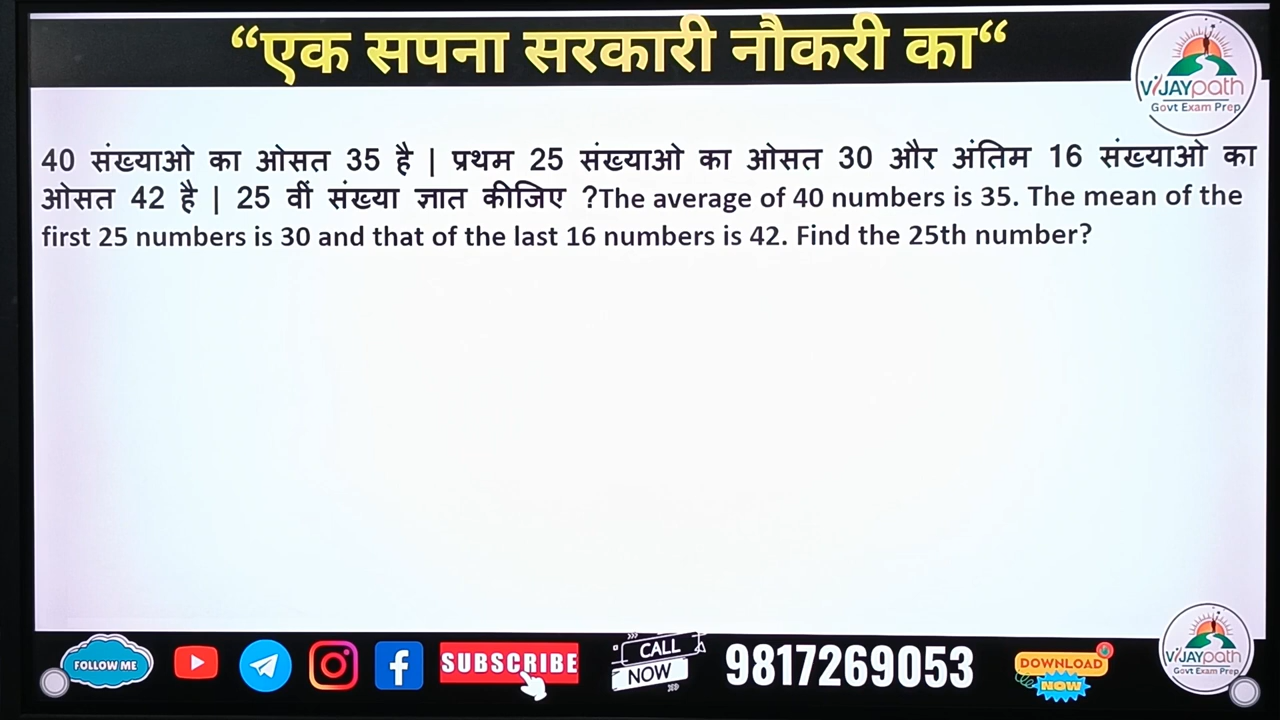 “एक सपना सरकारी नौकरी का“
VIJAYpath
Govt Exam Prep
40 संख्याओ का ओसत 35 है | प्रथम 25 संख्याओ का ओसत 30 और अंतिम 16 संख्याओ का
ओसत 42 है | 25 वीं संख्या ज्ञात कीजिए ?The average of 40 numbers is 35. The mean of the
first 25 numbers is 30 and that of the last 16 numbers is 42. Find the 25th number?
FOLLOW ME
SUBSCRIBE
CALL
NOW
9817269053
DOWNLOAD
NOW
VIJAYpath
Govt Exam Prep